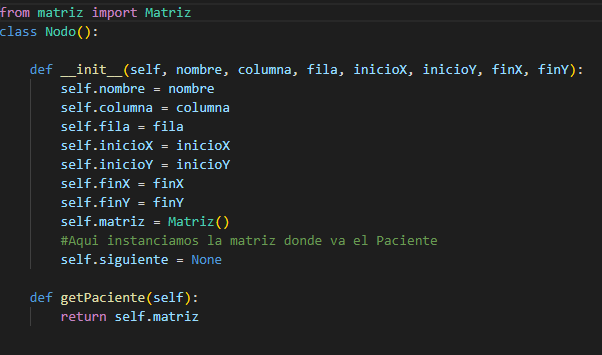 from matriz import Matriz
class Nodo():
def __init__(self, nombre, columna, fila, inicioX, inicioY, finX, finY):
self.nombre = nombre
self.columna = columna
self.fila = fila
self.inicioX = inicioX
self.inicioY = inicioY
self.finX = finX
self.finY = finY
self.matriz = Matriz()
#Aqui instanciamos la matriz donde va el Paciente
self.siguiente = None
def getPaciente(self):
return self.matriz